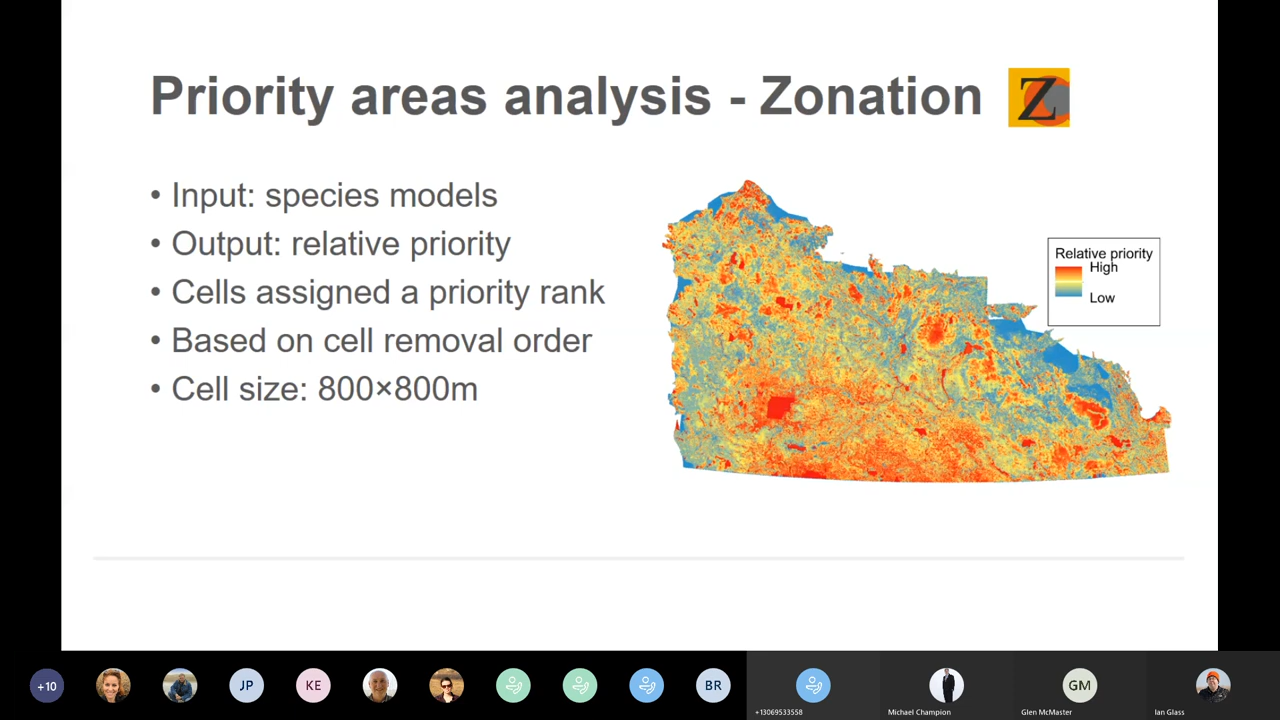 Priority areas analysis - Zonation
Z
• Input: species models
• Output: relative priority
• Cells assigned a priority rank
• Based on cell removal order
• Cell size: 800×800m
Relative priority
High
Low
+10
JP
KE
BR
+13069533558
Michael Champion
GM
Glen McMaster
Ian Glass